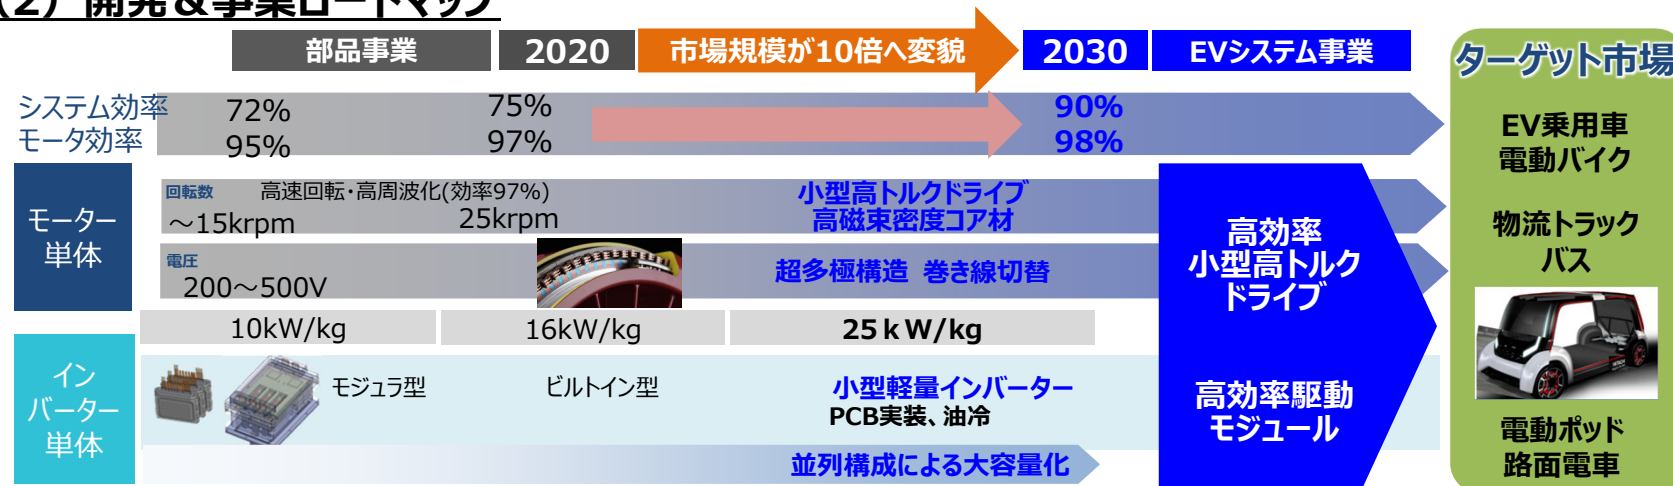 （2）開発＆事業ロードマップ
部品事業
2020
市場規模が10倍へ変貌
2030
EVシステム事業
システム効率
72%
75%
90%
モータ効率
95%
97%
98%
モーター
単体
回転数
高速回転・高周波化(効率97%)
～15krpm
25krpm
小型高トルクドライブ
高磁束密度コア材
電圧
200～500V
超多極構造 巻き線切替
10kW/kg
16kW/kg
25ｋW/kg
イン
バーター
単体
モジュラ型
ビルトイン型
小型軽量インバーター
PCB実装、油冷
並列構成による大容量化
高効率
小型高トルク
ドライブ
高効率駆動
モジュール
ターゲット市場
EV乗用車
電動バイク
物流トラック
バス
電動ポッド
路面電車